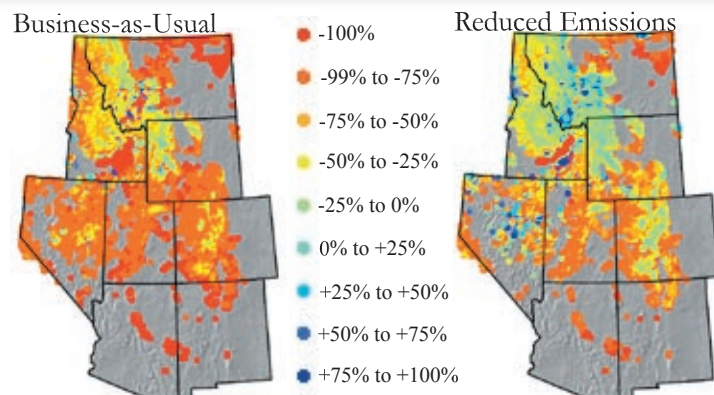 Business-as-Usual
Reduced Emissions
-100%
-99% to -75%
-75% to -50%
-50% to -25%
-25% to 0%
0% to +25%
+25% to +50%
+50% to +75%
+75% to +100%